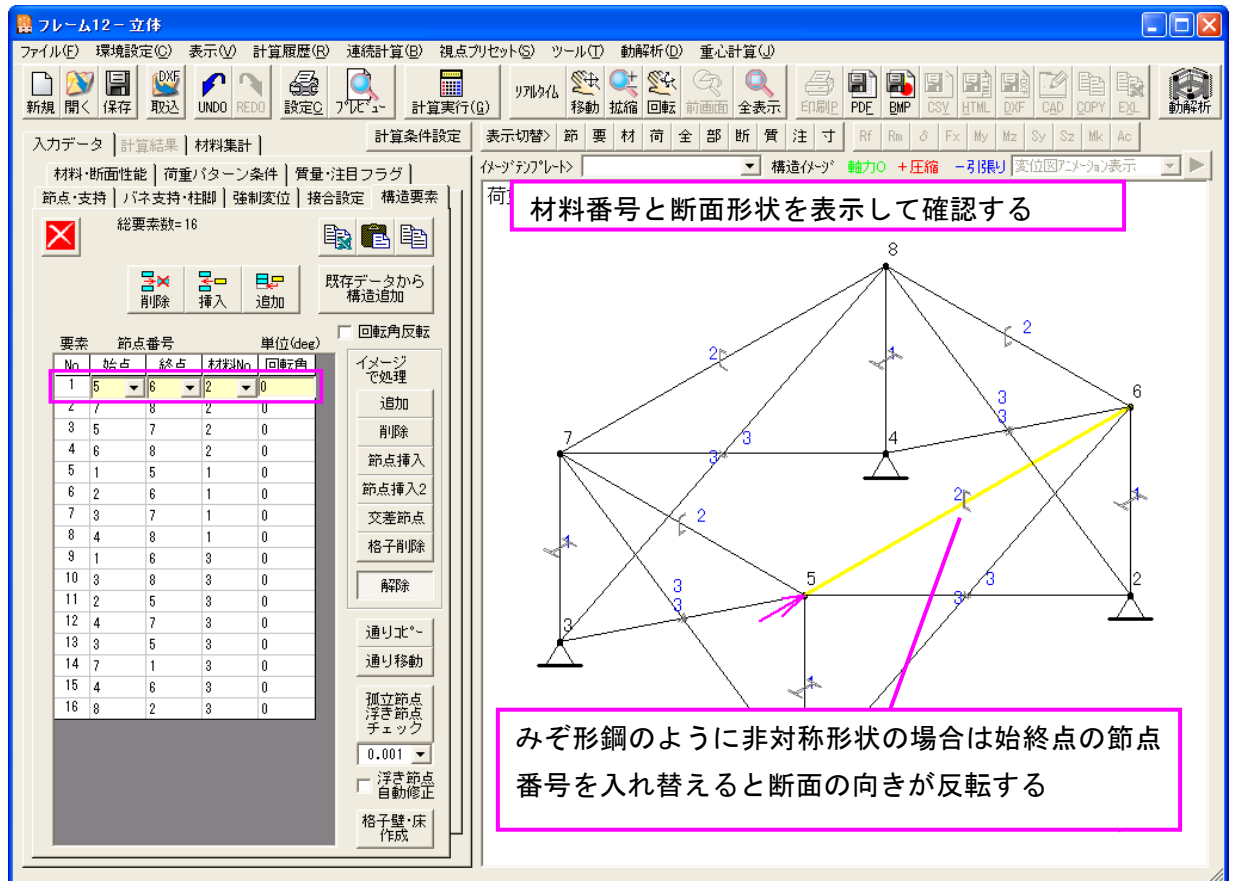 フレーム12－立体
ファイル(F) 環境設定(C) 表示(V) 計算履歴(R) 連続計算(B) 視点プリセット(S) ツール(T) 動解析(D) 重心計算(J)
新規 開く 保存 取込 UNDO REDO 設定C ﾌﾟﾚﾋﾞｭｰ 計算実行(g) ﾘｱﾙﾀｲﾑ 移動 拡縮 回転 前画面 全表示 印刷P PDF BMP CSV HTML DXF CAD COPY EXL 動解析
入力データ 計算結果 材料集計 計算条件設定
表示切替> 節 要 材 荷 全 部 断 質 注 寸 Rf Rm δ Fx My Mz Sy Sz Mk Ac
ｲﾒｰｼﾞﾃﾝﾌﾟﾚｰﾄ> 構造ｲﾒｰｼﾞ 軸力0 ＋圧縮 －引張り 変位図ｱﾆﾒｰｼｮﾝ表示
材料・断面性能 荷重パターン条件 質量・注目フラグ
節点・支持 バネ支持・柱脚 強制変位 接合設定 構造要素
総要素数= 16
削除 挿入 追加
既存データから
構造追加
回転角反転
要素 節点番号 単位(deg)
No 始点 終点 材料No 回転角
1 5 6 2 0
2 7 8 2 0
3 5 7 2 0
4 6 8 2 0
5 1 5 1 0
6 2 6 1 0
7 3 7 1 0
8 4 8 1 0
9 1 6 3 0
10 3 8 3 0
11 2 5 3 0
12 4 7 3 0
13 3 5 3 0
14 7 1 3 0
15 4 6 3 0
16 8 2 3 0
イメージ
で処理
追加
削除
節点挿入
節点挿入2
交差節点
格子削除
解除
通りｺﾋﾟｰ
通り移動
孤立節点
浮き節点
チェック
0.001
浮き節点
自動修正
格子壁・床
作成
荷
材料番号と断面形状を表示して確認する
8
2
2
1
6
3
3
7
3
4
3
2
1
2
1
3
3
5
3
3
2
3
1
みぞ形鋼のように非対称形状の場合は始終点の節点
番号を入れ替えると断面の向きが反転する